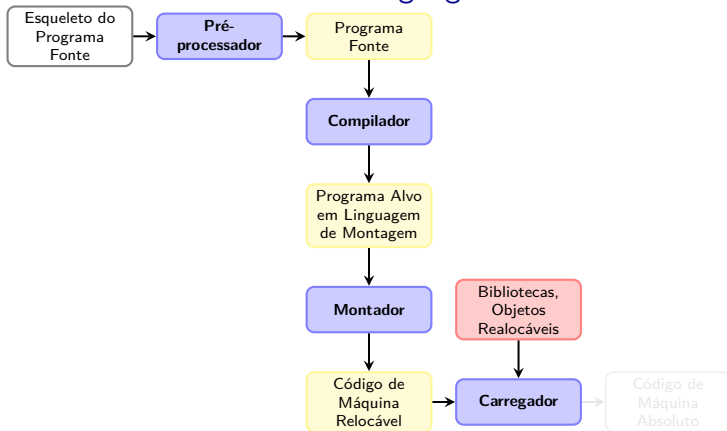 Esqueleto do
Programa
Fonte
Pré-
processador
Programa
Fonte
Compilador
Programa Alvo
em Linguagem
de Montagem
Montador
Bibliotecas,
Objetos
Realocáveis
Código de
Máquina
Relocável
Carregador
Código de
Máquina
Absoluto